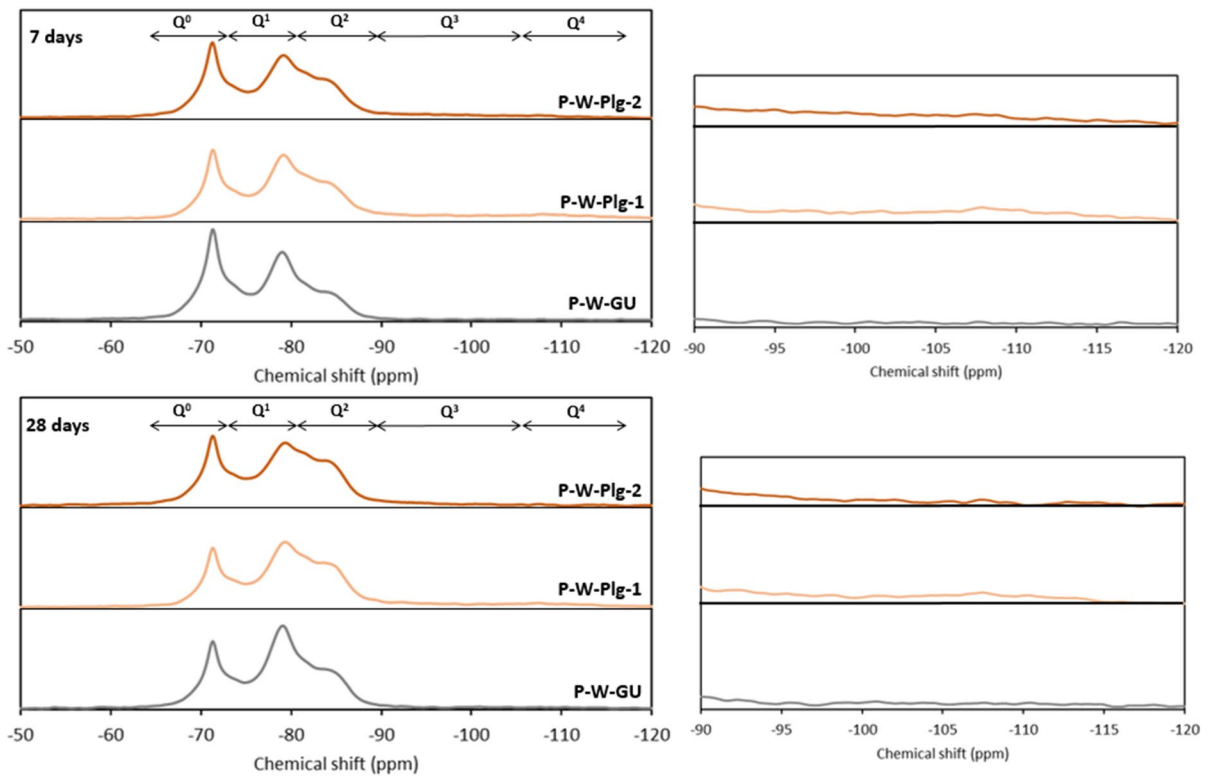 7 days
Q⁰ Q¹ Q² Q³ Q⁴
P-W-Plg-2
P-W-Plg-1
P-W-GU
-50 -60 -70 -80 -90 -100 -110 -120
Chemical shift (ppm)
-90 -95 -100 -105 -110 -115 -120
Chemical shift (ppm)
28 days
Q⁰ Q¹ Q² Q³ Q⁴
P-W-Plg-2
P-W-Plg-1
P-W-GU
-50 -60 -70 -80 -90 -100 -110 -120
Chemical shift (ppm)
-90 -95 -100 -105 -110 -115 -120
Chemical shift (ppm)